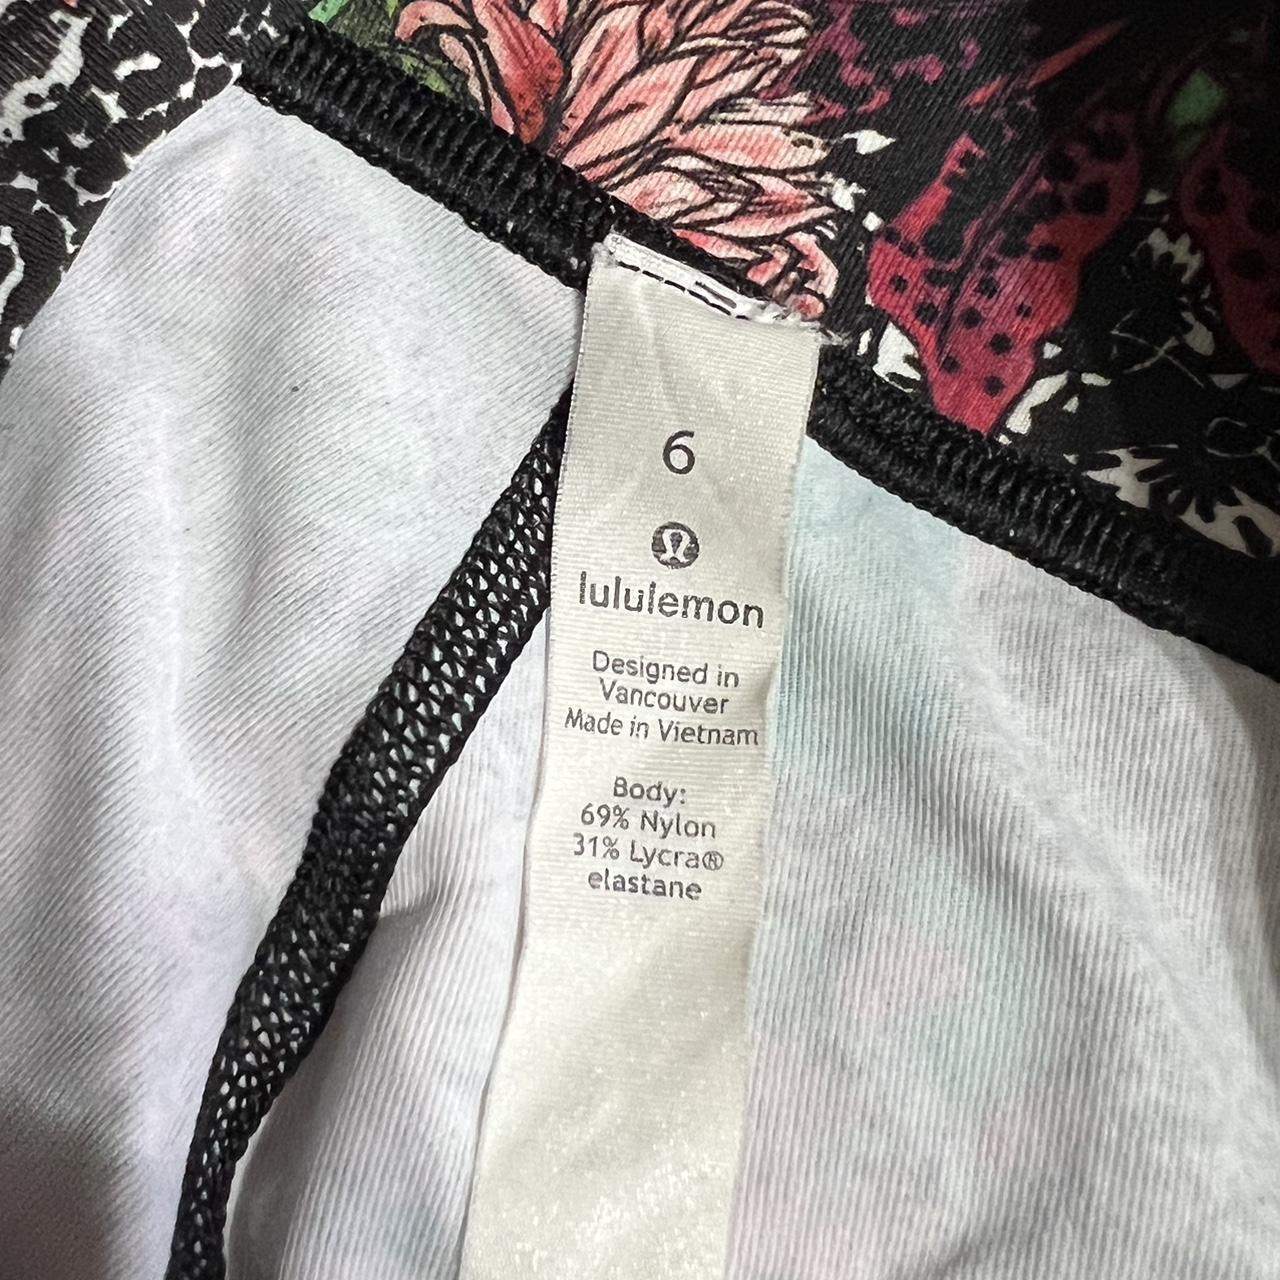 6
lululemon
Designed in
Vancouver
Made in Vietnam
Body:
69% Nylon
31% Lycra®
elastane